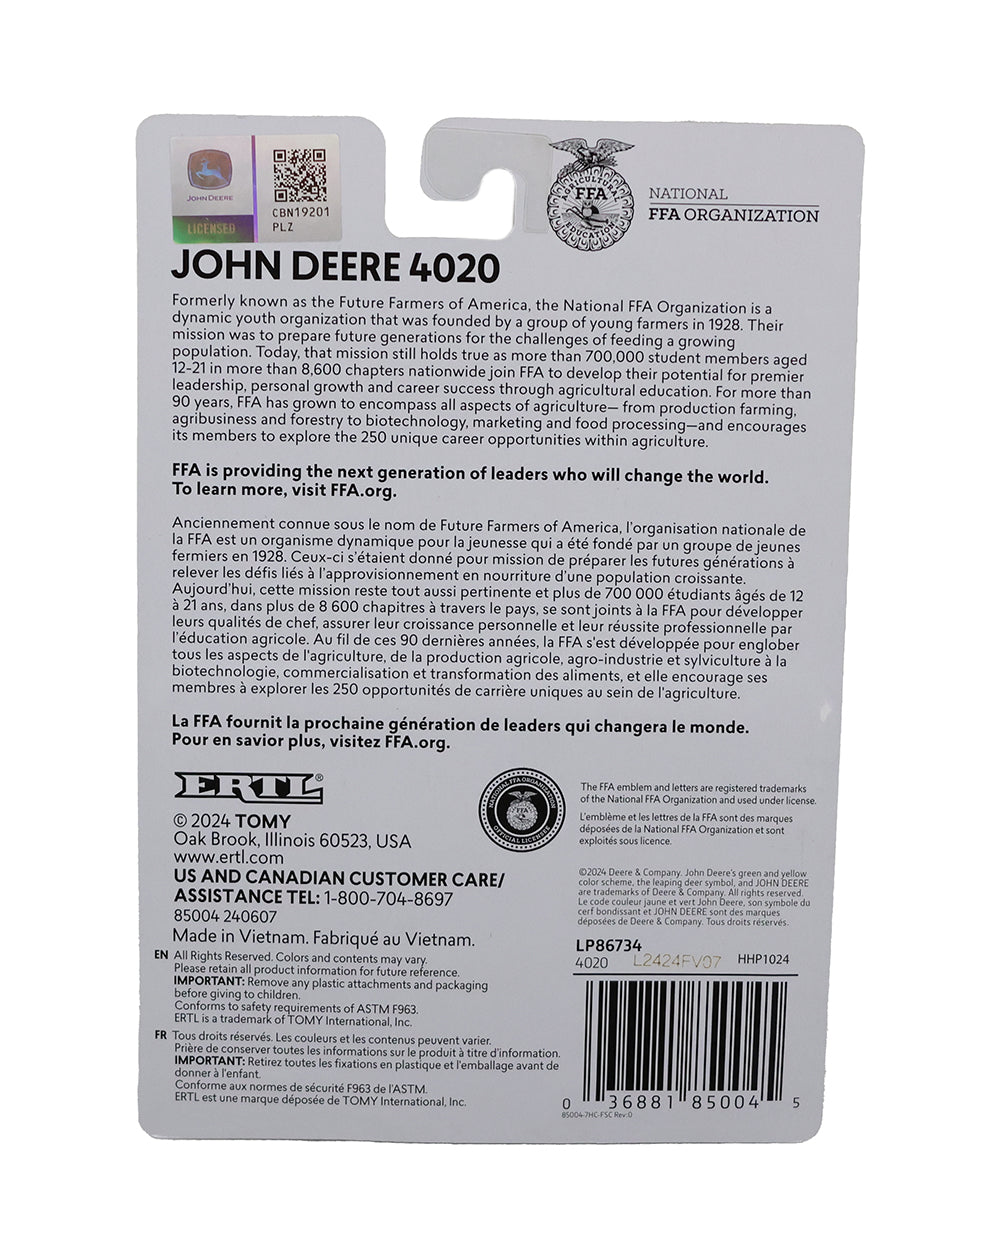 JOHN DEERE
LICENSED
CBN19201
PLZ
AGRICULTURAL
FFA
EDUCATION
NATIONAL
FFA ORGANIZATION
JOHN DEERE 4020
Formerly known as the Future Farmers of America, the National FFA Organization is a
dynamic youth organization that was founded by a group of young farmers in 1928. Their
mission was to prepare future generations for the challenges of feeding a growing
population. Today, that mission still holds true as more than 700,000 student members aged
12-21 in more than 8,600 chapters nationwide join FFA to develop their potential for premier
leadership, personal growth and career success through agricultural education. For more than
90 years, FFA has grown to encompass all aspects of agriculture— from production farming,
agribusiness and forestry to biotechnology, marketing and food processing—and encourages
its members to explore the 250 unique career opportunities within agriculture.
FFA is providing the next generation of leaders who will change the world.
To learn more, visit FFA.org.
Anciennement connue sous le nom de Future Farmers of America, l'organisation nationale de
la FFA est un organisme dynamique pour la jeunesse qui a été fondé par un groupe de jeunes
fermiers en 1928. Ceux-ci s'étaient donné pour mission de préparer les futures générations à
relever les défis liés à l'approvisionnement en nourriture d'une population croissante.
Aujourd'hui, cette mission reste tout aussi pertinente et plus de 700 000 étudiants âgés de 12
à 21 ans, dans plus de 8 600 chapitres à travers le pays, se sont joints à la FFA pour développer
leurs qualités de chef, assurer leur croissance personnelle et leur réussite professionnelle par
l'éducation agricole. Au fil de ces 90 dernières années, la FFA s'est développée pour englober
tous les aspects de l'agriculture, de la production agricole, agro-industrie et sylviculture à la
biotechnologie, commercialisation et transformation des aliments, et elle encourage ses
membres à explorer les 250 opportunités de carrière uniques au sein de l'agriculture.
La FFA fournit la prochaine génération de leaders qui changera le monde.
Pour en savior plus, visitez FFA.org.
ERTL®
© 2024 TOMY
Oak Brook, Illinois 60523, USA
www.ertl.com
US AND CANADIAN CUSTOMER CARE/
ASSISTANCE TEL: 1-800-704-8697
85004 240607
Made in Vietnam. Fabriqué au Vietnam.
EN All Rights Reserved. Colors and contents may vary.
Please retain all product information for future reference.
IMPORTANT: Remove any plastic attachments and packaging
before giving to children.
Conforms to safety requirements of ASTM F963.
ERTL is a trademark of TOMY International, Inc.
FR Tous droits réservés. Les couleurs et les contenus peuvent varier.
Prière de conserver toutes les informations sur le produit à titre d'information.
IMPORTANT: Retirez toutes les fixations en plastique et l'emballage avant de
donner à l'enfant.
Conforme aux normes de sécurité F963 de l'ASTM.
ERTL est une marque déposée de TOMY International, Inc.
NATIONAL FFA ORGANIZATION
OFFICIAL LICENSEE
The FFA emblem and letters are registered trademarks
of the National FFA Organization and used under license.
L'emblème et les lettres de la FFA sont des marques
déposées de la National FFA Organization et sont
exploités sous licence.
©2024 Deere & Company. John Deere's green and yellow
color scheme, the leaping deer symbol, and JOHN DEERE
are trademarks of Deere & Company. All rights reserved.
Le code couleur jaune et vert John Deere, son symbole du
cerf bondissant et JOHN DEERE sont des marques
déposées de Deere & Company. Tous droits réservés.
LP86734
4020 L2424FV07 HHP1024
0 36881 85004 5
85004-7HC-FSC Rev:0